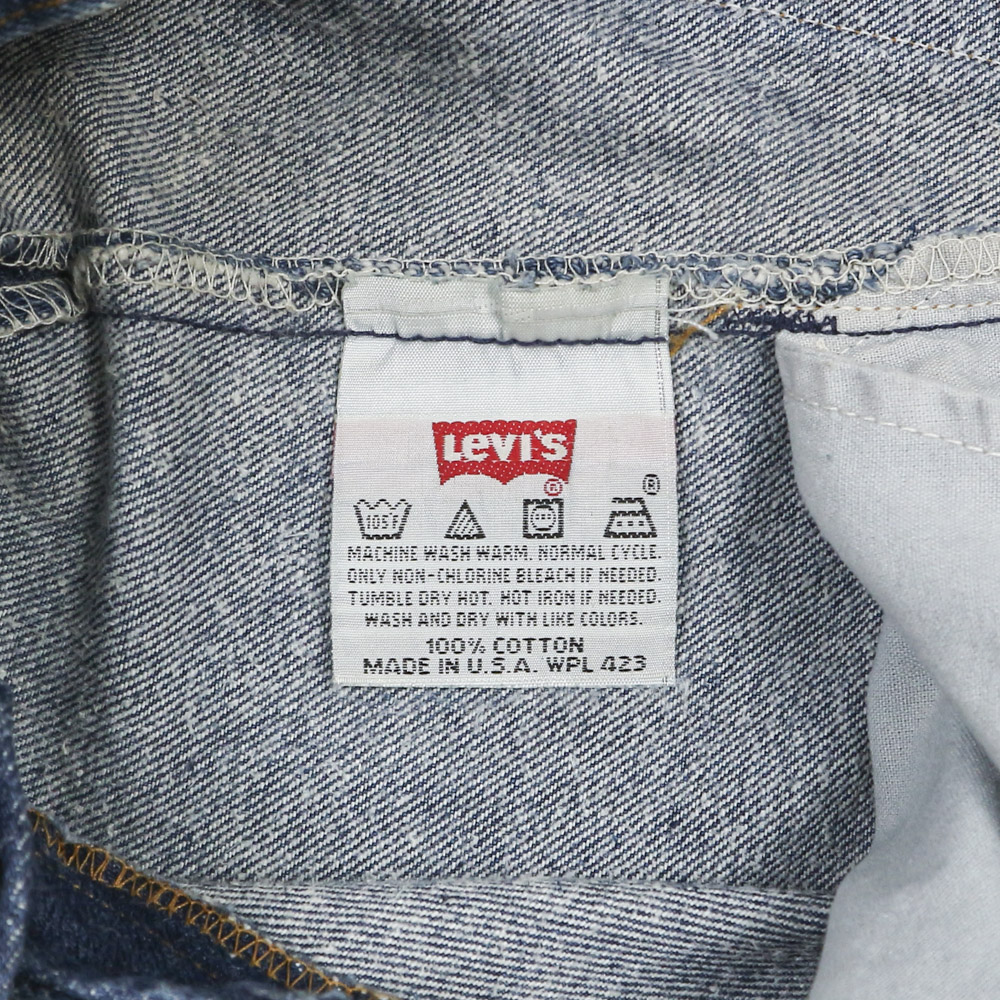 LEVI'S
®
®
105°F
MACHINE WASH WARM. NORMAL CYCLE.
ONLY NON-CHLORINE BLEACH IF NEEDED.
TUMBLE DRY HOT. HOT IRON IF NEEDED.
WASH AND DRY WITH LIKE COLORS.
100% COTTON
MADE IN U.S.A. WPL 423